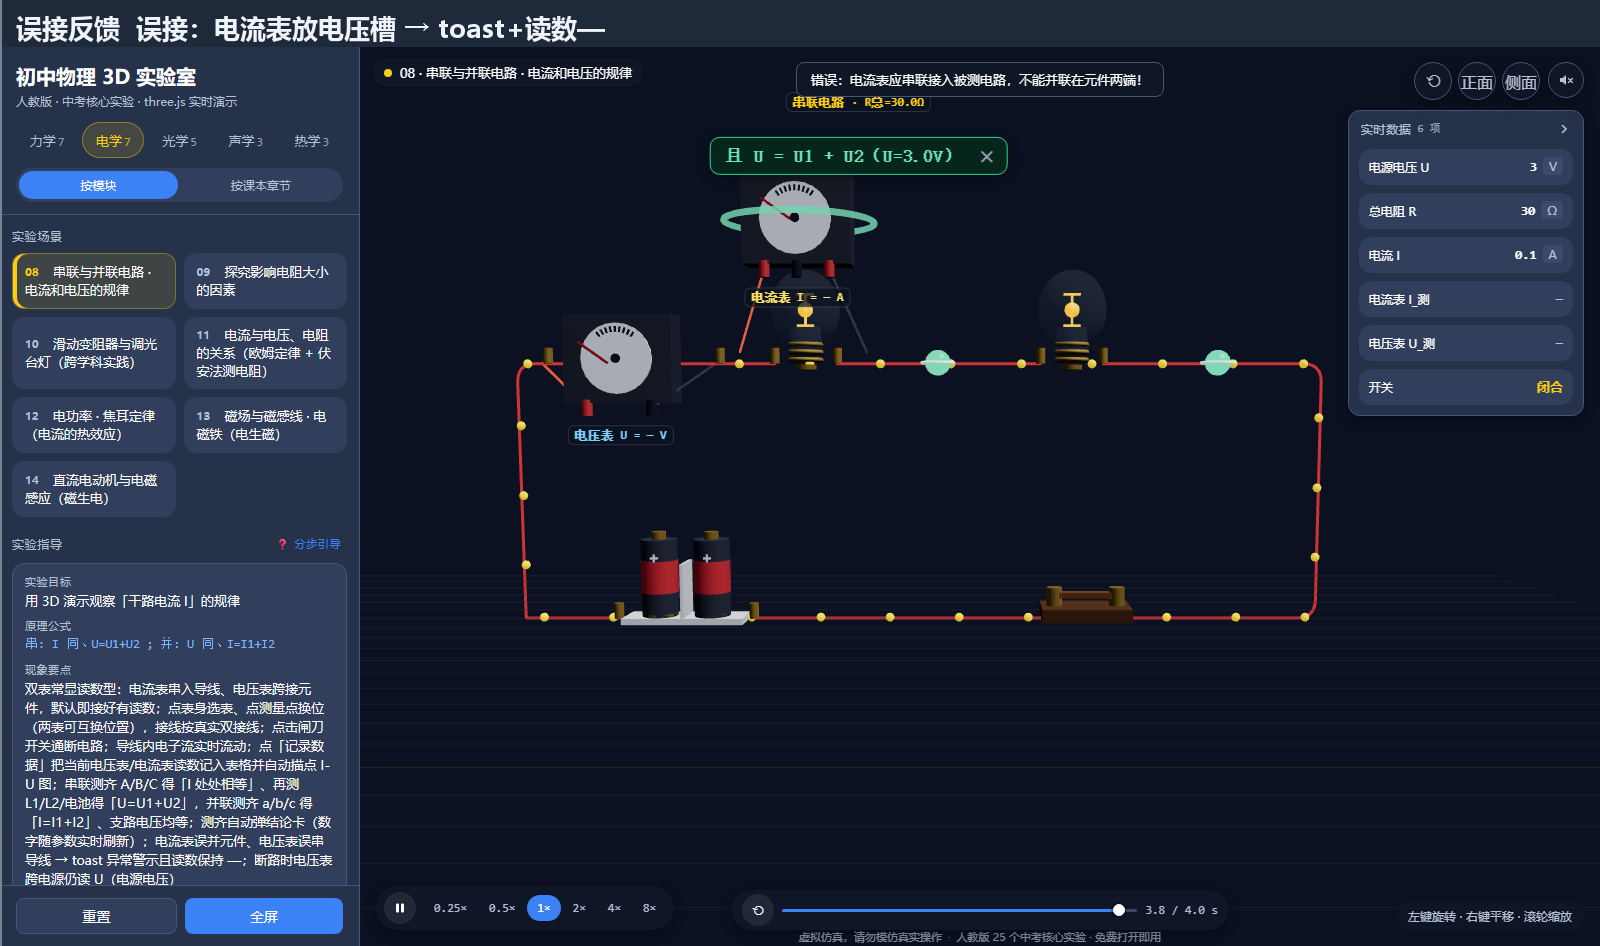 误接反馈 误接：电流表放电压槽 → toast+读数—
初中物理 3D 实验室
人教版 · 中考核心实验 · three.js 实时演示
力学 7
电学 7
光学 5
声学 3
热学 3
按模块
按课本章节
实验场景
08 串联与并联电路 ·
电流和电压的规律
09 探究影响电阻大小
的因素
10 滑动变阻器与调光
台灯（跨学科实践）
11 电流与电压、电阻
的关系（欧姆定律 + 伏
安法测电阻）
12 电功率 · 焦耳定律
（电流的热效应）
13 磁场与磁感线 · 电
磁铁（电生磁）
14 直流电动机与电磁
感应（磁生电）
实验指导
❓ 分步引导
实验目标
用 3D 演示观察「干路电流 I」的规律
原理公式
串: I 同、U=U1+U2 ; 并: U 同、I=I1+I2
现象要点
双表常显读数型：电流表串入导线、电压表跨接元
件，默认即接好有读数；点表身选表、点测量点换位
（两表可互换位置），接线按真实双接线；点击闸刀
开关通断电路；导线内电子流实时流动；点「记录数
据」把当前电压表/电流表读数记入表格并自动描点 I-
U 图；串联测齐 A/B/C 得「I 处处相等」、再测
L1/L2/电池得「U=U1+U2」，并联测齐 a/b/c 得
「I=I1+I2」、支路电压均等；测齐自动弹结论卡（数
字随参数实时刷新）；电流表误并元件、电压表误串
导线 → toast 异常警示且读数保持 —；断路时电压表
跨电源仍读 U（电源电压）
重置
全屏
08 · 串联与并联电路 · 电流和电压的规律
错误：电流表应串联接入被测电路，不能并联在元件两端！
串联电路 · R总=30.0Ω
且 U = U1 + U2（U=3.0V） ✕
电流表 I = — A
电压表 U = — V
正面
侧面
实时数据 6 项
电源电压 U 3 V
总电阻 R 30 Ω
电流 I 0.1 A
电流表 I_测 —
电压表 U_测 —
开关 闭合
0.25×
0.5×
1×
2×
4×
8×
3.8 / 4.0 s
左键旋转 · 右键平移 · 滚轮缩放
虚拟仿真，请勿模仿真实操作 · 人教版 25 个中考核心实验 · 免费打开即用